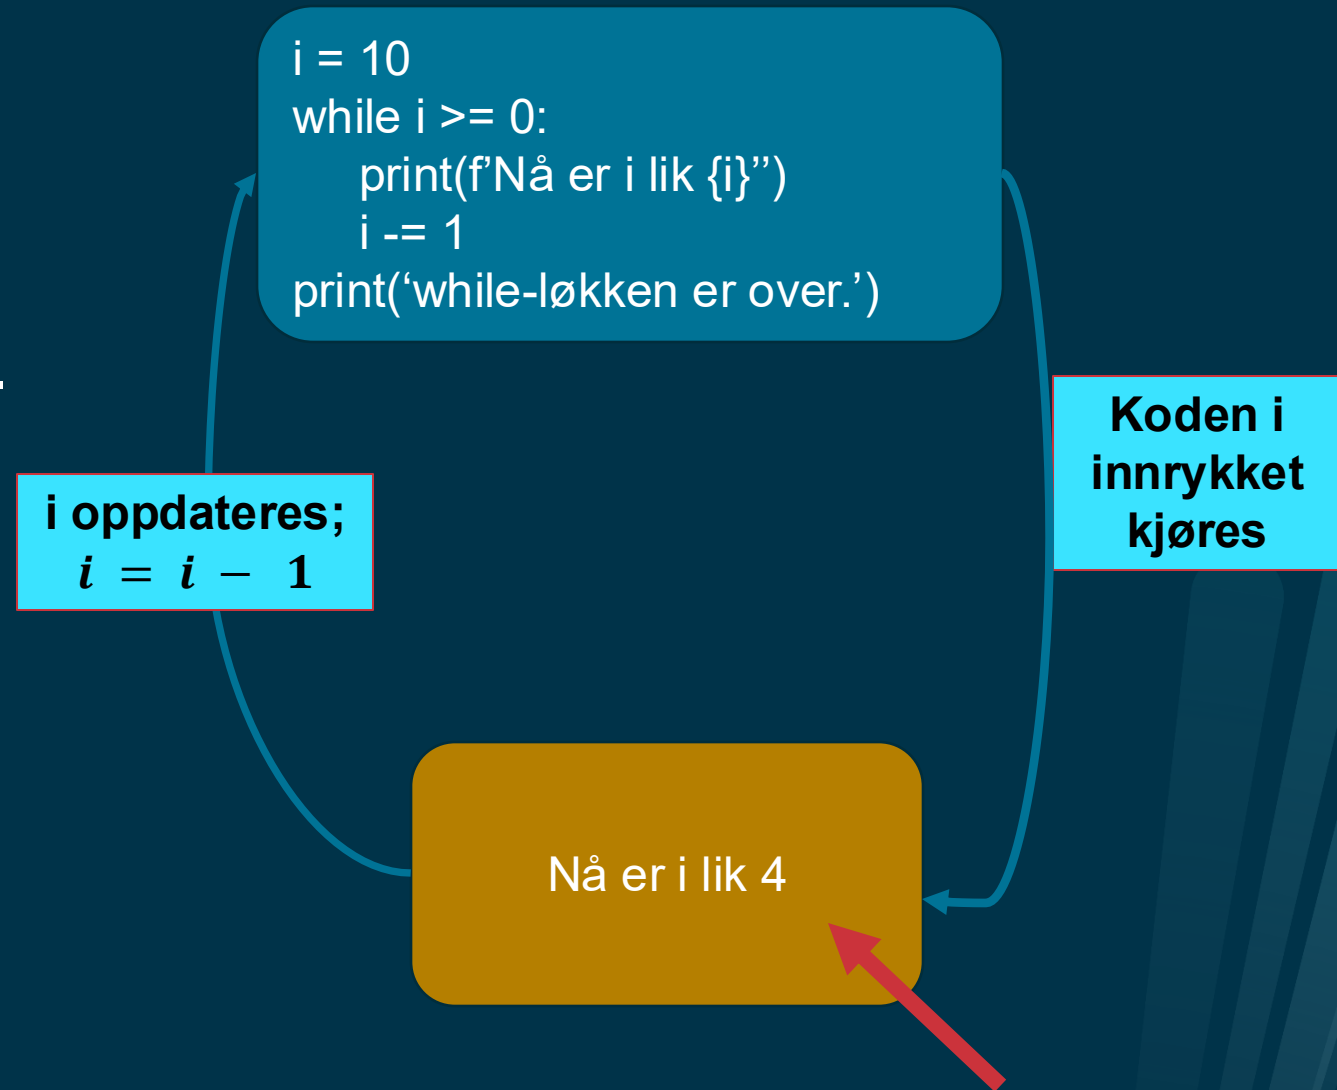 i = 10
while i >= 0:
print(f’Nå er i lik {i}’’)
i -= 1
print(‘while-løkken er over.’)
Koden i
innrykket
kjøres
i oppdateres;
i = i − 1
Nå er i lik 4